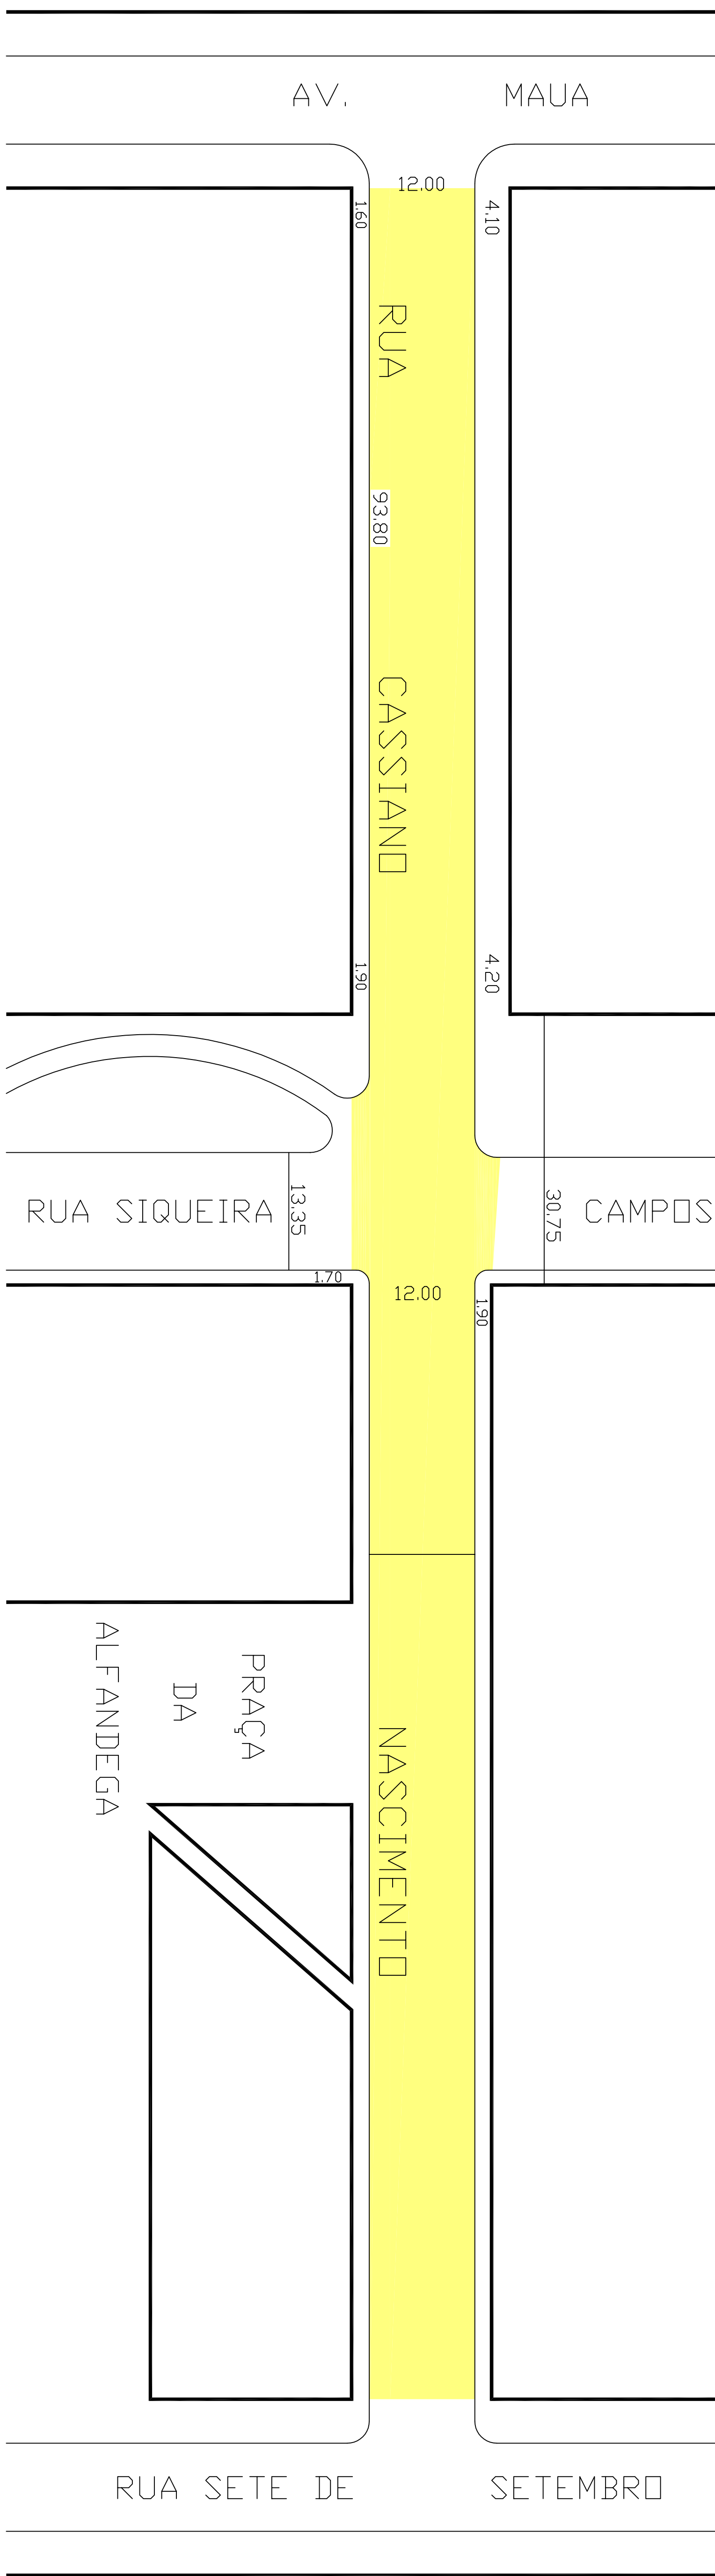 AV. MAUA
12.00
1.60
4.10
RUA
93.80
CASSIANO
1.90
4.20
RUA SIQUEIRA
13.35
30.75
CAMPOS
1.70
12.00
1.90
PRAÇA
DA
ALFANDEGA
NASCIMENTO
RUA SETE DE SETEMBRO